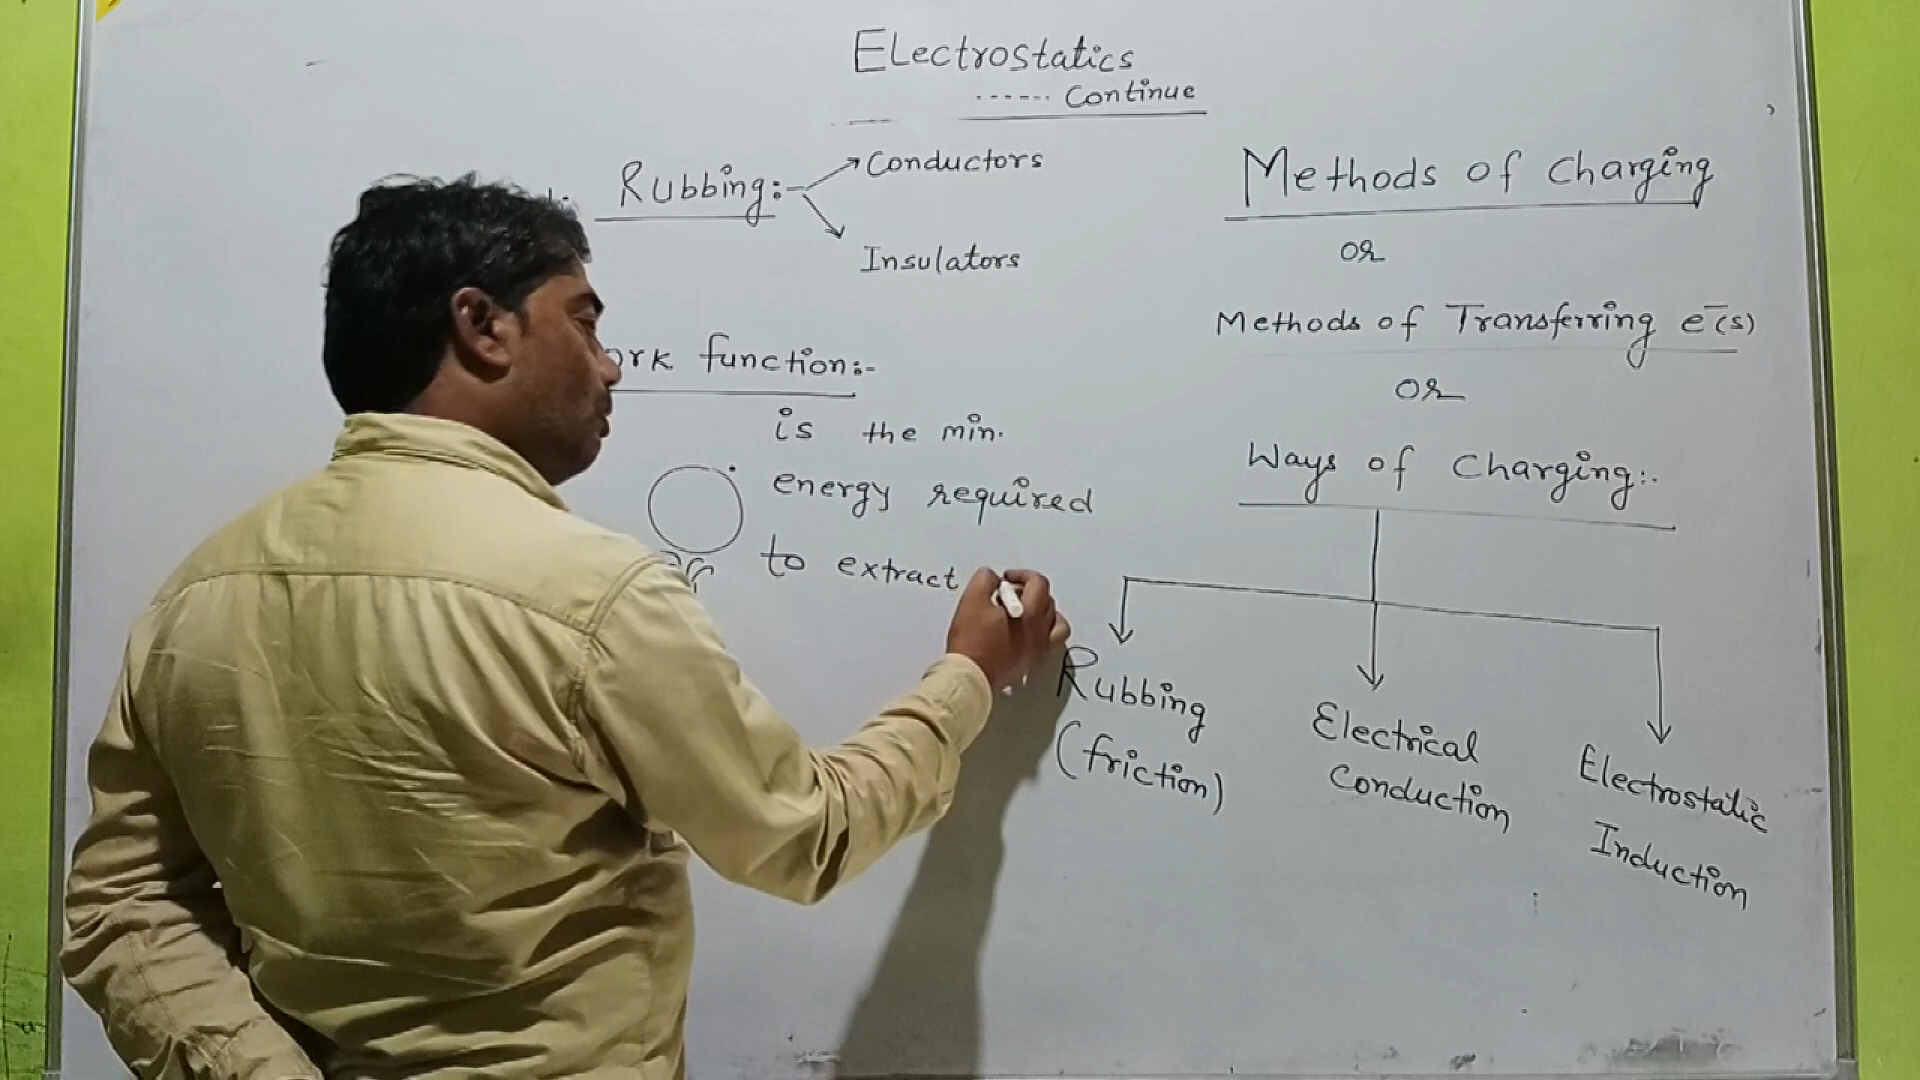 Electrostatics
...... Continue
Rubbing:-
Conductors
Insulators
ork function:-
is the min.
energy required
to extract
Methods of Charging
or
Methods of Transferring e⁻(s)
or
Ways of Charging:-
Rubbing
(friction)
Electrical
Conduction
Electrostatic
Induction